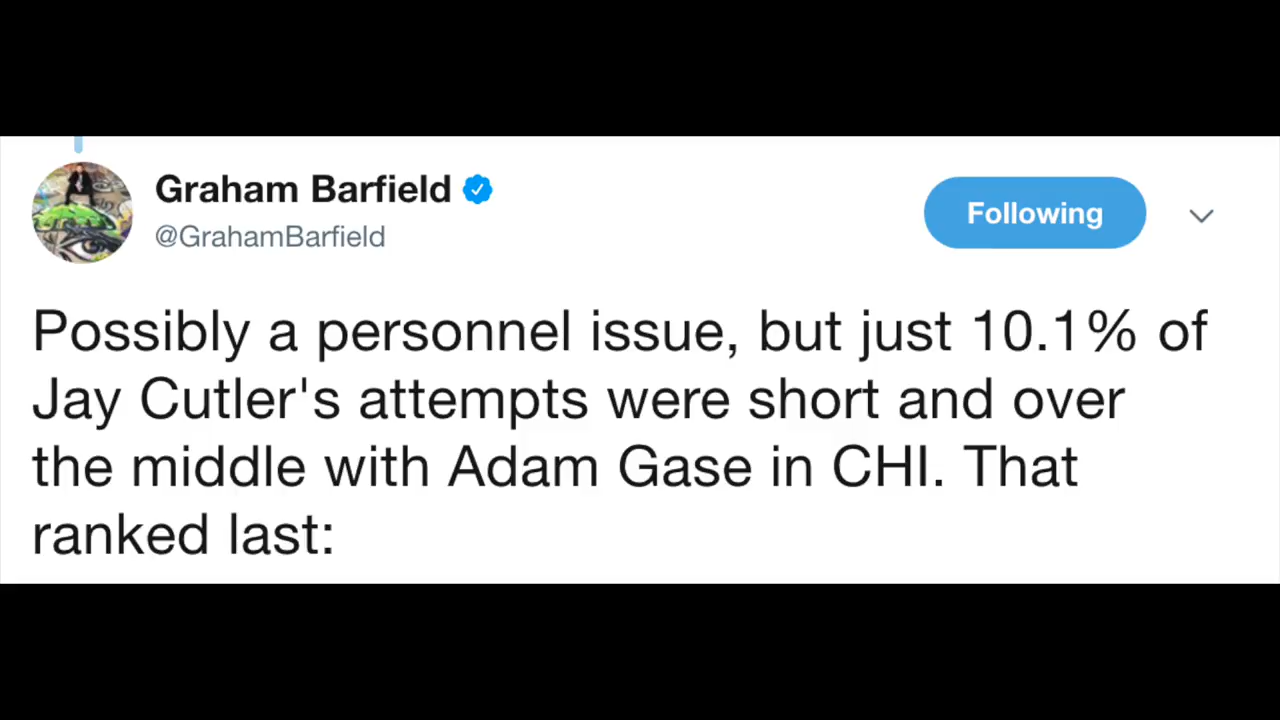 Graham Barfield
@GrahamBarfield
Following
Possibly a personnel issue, but just 10.1% of
Jay Cutler's attempts were short and over
the middle with Adam Gase in CHI. That
ranked last: